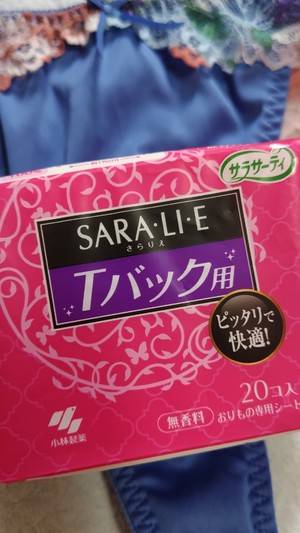 サラサーティ
SARA・LI・E
さらりえ
Tバック用
ピッタリで
快適!
20コ入
無香料 おりもの専用シート
小林製薬